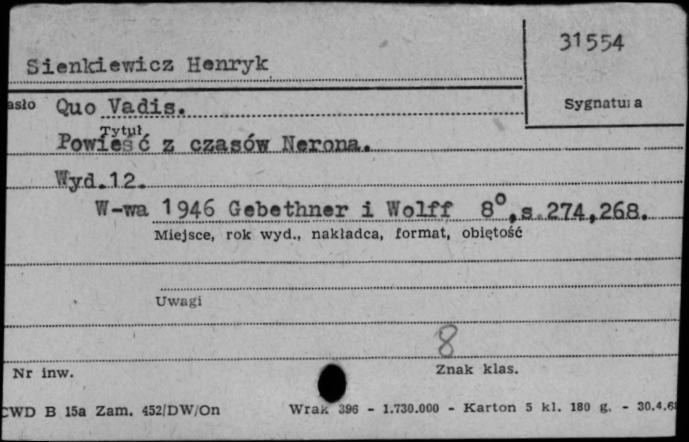 31554
Sienkiewicz Henryk
Sygnatura
asło Quo Vadis.
Tytuł
Powieść z czasów Nerona.
Wyd.12.
W-wa 1946 Gebethner i Wolff 8°,s.274,268.
Miejsce, rok wyd., nakładca, format, objętość
Uwagi
8
Nr inw.
Znak klas.
CWD B 15a Zam. 452/DW/On Wrak 396 - 1.730.000 - Karton 5 kl. 180 g. - 30.4.6